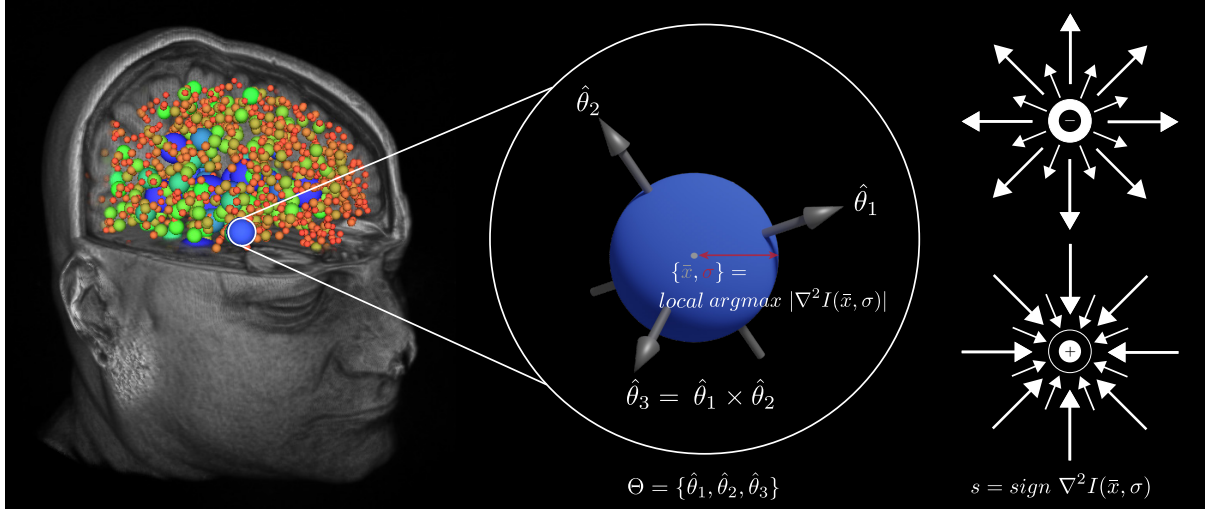 θ̂₂
θ̂₁
{x̄, σ} =
local argmax |∇²I(x̄, σ)|
θ̂₃ = θ̂₁ × θ̂₂
Θ = {θ̂₁, θ̂₂, θ̂₃}
−
+
s = sign ∇²I(x̄, σ)